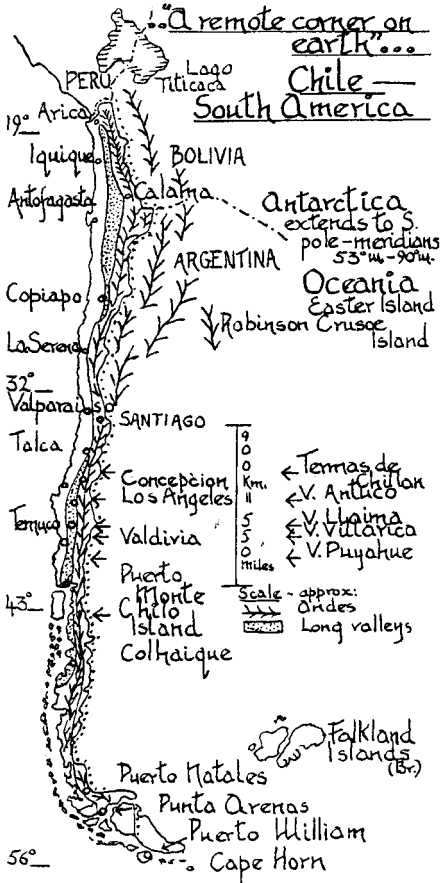 ..."A remote corner on
earth"...
Chile —
South America
PERU
Lago
Titicaca
Arica
19°
Iquique
BOLIVIA
Antofagasta
Calama
Antarctica
extends to S.
pole-meridians
53°w.-90°w.
ARGENTINA
Oceania
Easter Island
Robinson Crusoe
Island
Copiapo
La Serena
32°
Valparaiso
SANTIAGO
Talca
900 Km. = 550 miles
Concepcion
Los Angeles
Termas de
Chillan
V. Antuco
Temuco
Valdivia
V. Llaima
V. Villarica
V. Puyahue
Puerto
Monte
Chilo
Island
Colhaique
43°
Scale - approx:
Andes
Long valleys
Falkland
Islands
(Br.)
Puerto Natales
Punta Arenas
Puerto William
Cape Horn
56°